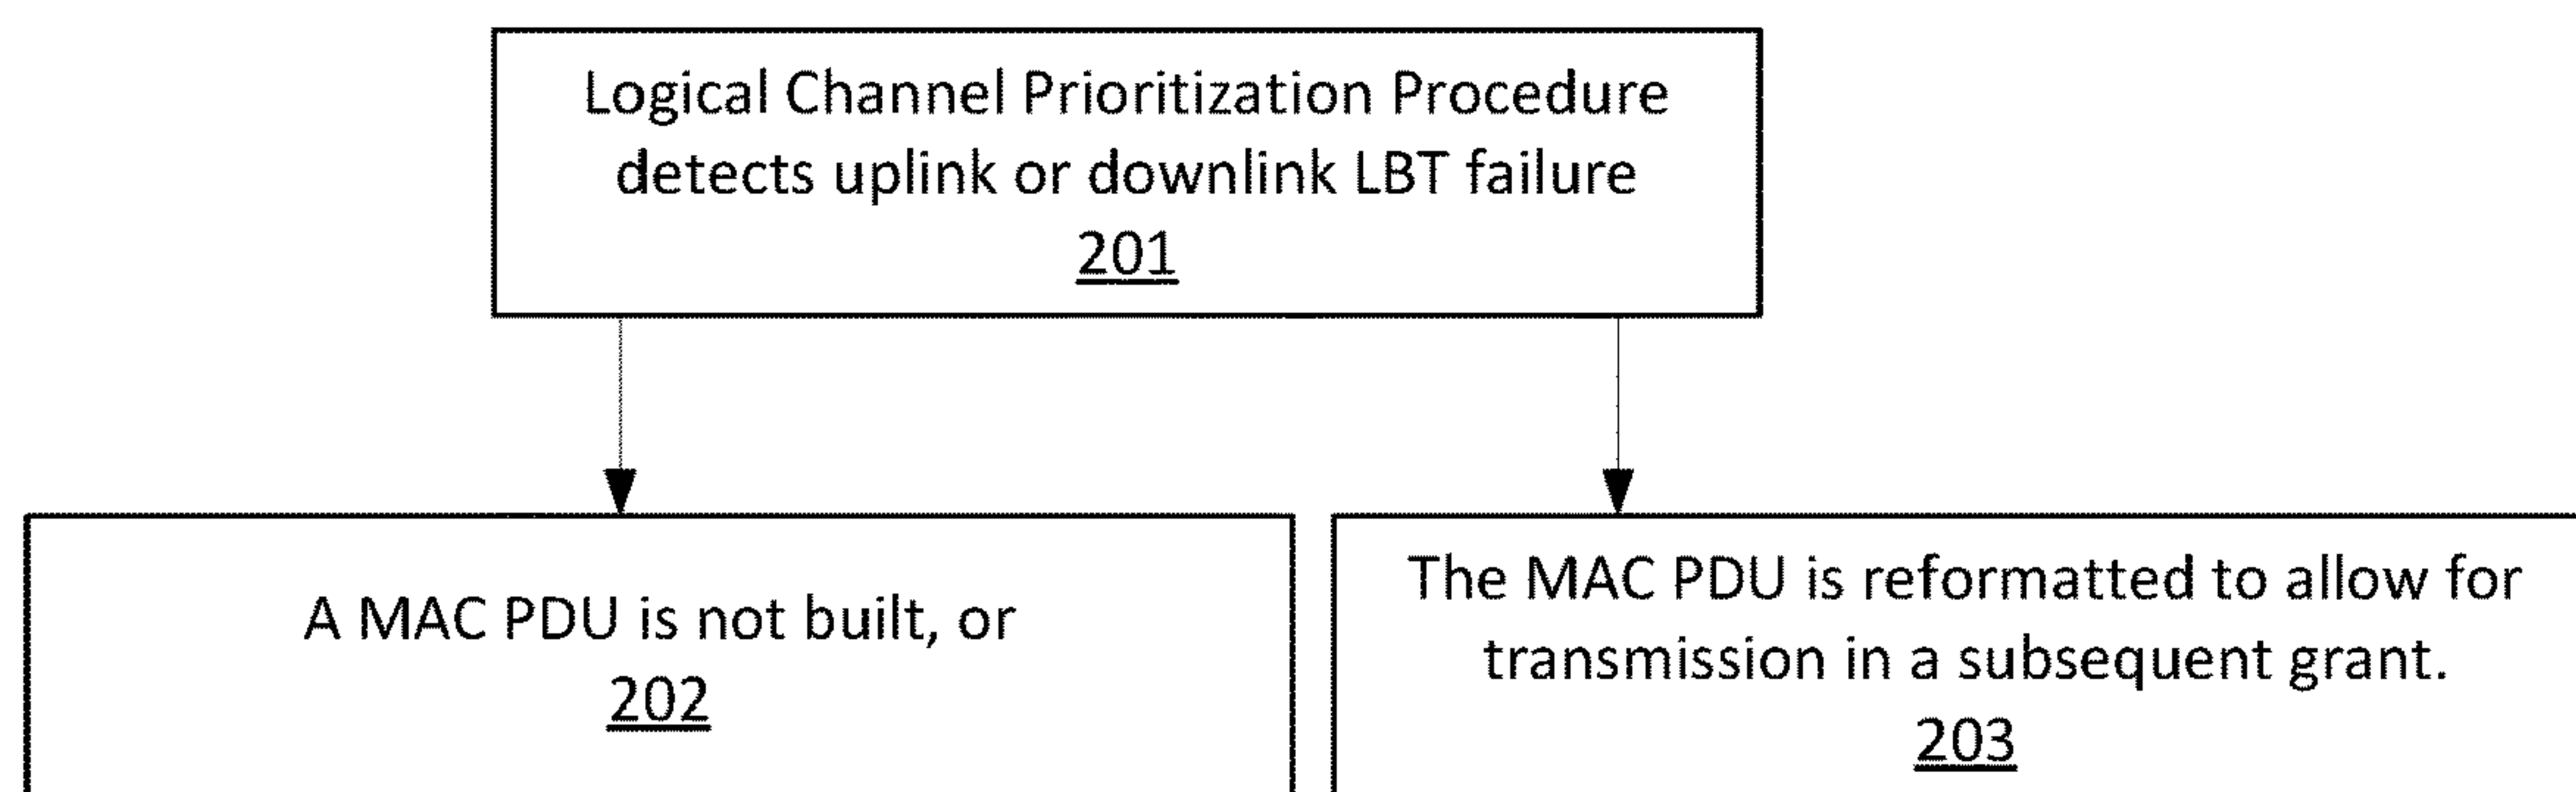 Logical Channel Prioritization Procedure
detects uplink or downlink LBT failure
201
A MAC PDU is not built, or
202
The MAC PDU is reformatted to allow for
transmission in a subsequent grant.
203